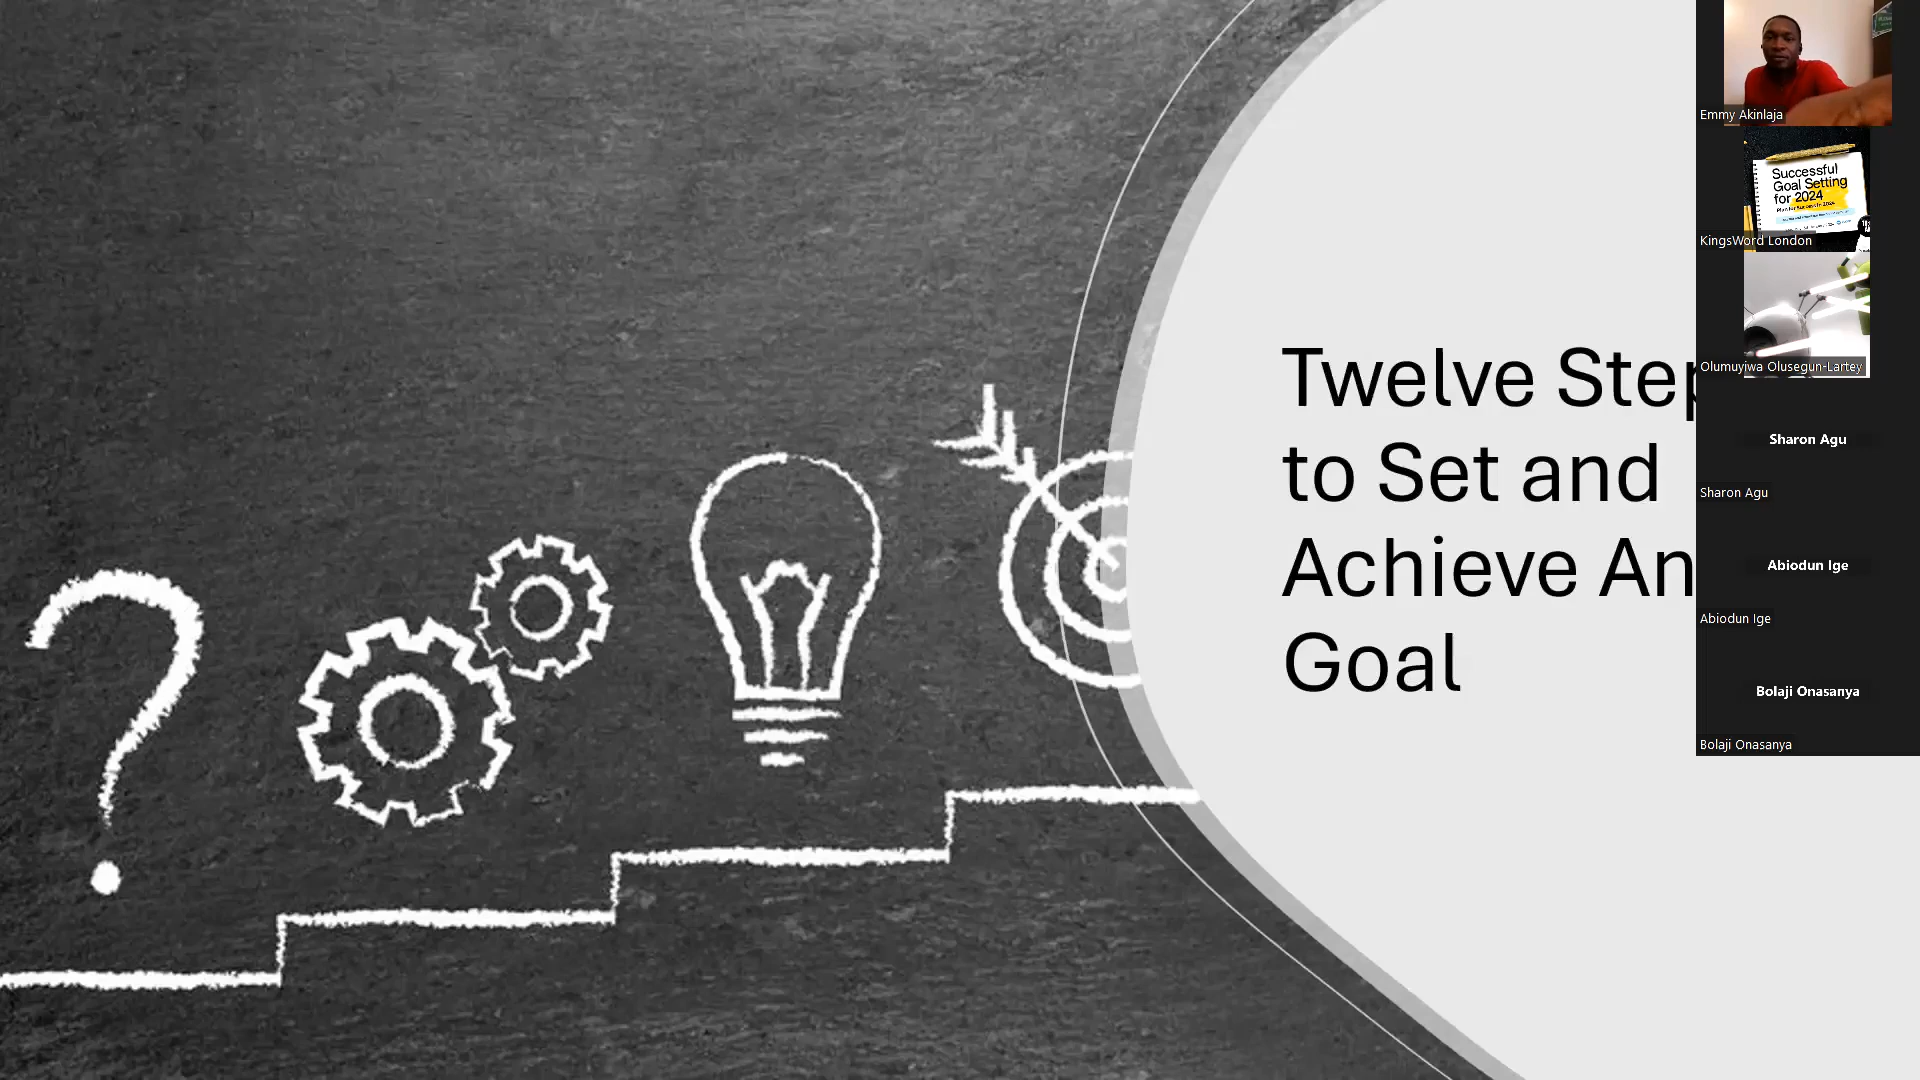 Twelve Step
to Set and
Achieve An
Goal
Emmy Akinlaja
Successful
Goal Setting
for 2024
KingsWord London
Olumuyiwa Olusegun-Lartey
Sharon Agu
Sharon Agu
Abiodun Ige
Abiodun Ige
Bolaji Onasanya
Bolaji Onasanya